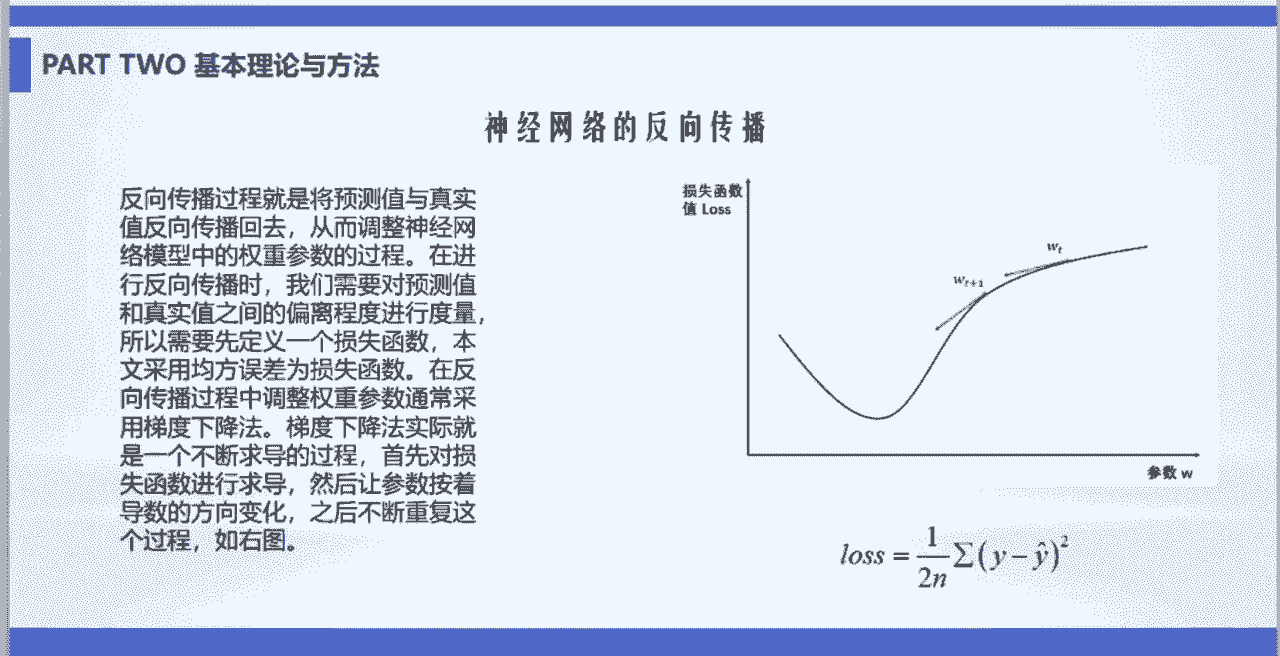 PART TWO 基本理论与方法
神经网络的反向传播
反向传播过程就是将预测值与真实
值反向传播回去，从而调整神经网
络模型中的权重参数的过程。在进
行反向传播时，我们需要对预测值
和真实值之间的偏离程度进行度量，
所以需要先定义一个损失函数，本
文采用均方误差为损失函数。在反
向传播过程中调整权重参数通常采
用梯度下降法。梯度下降法实际就
是一个不断求导的过程，首先对损
失函数进行求导，然后让参数按着
导数的方向变化，之后不断重复这
个过程，如右图。
损失函数
值 Loss
w_t
w_{t+1}
参数 w
loss = \frac{1}{2n} Σ(y − ŷ)²